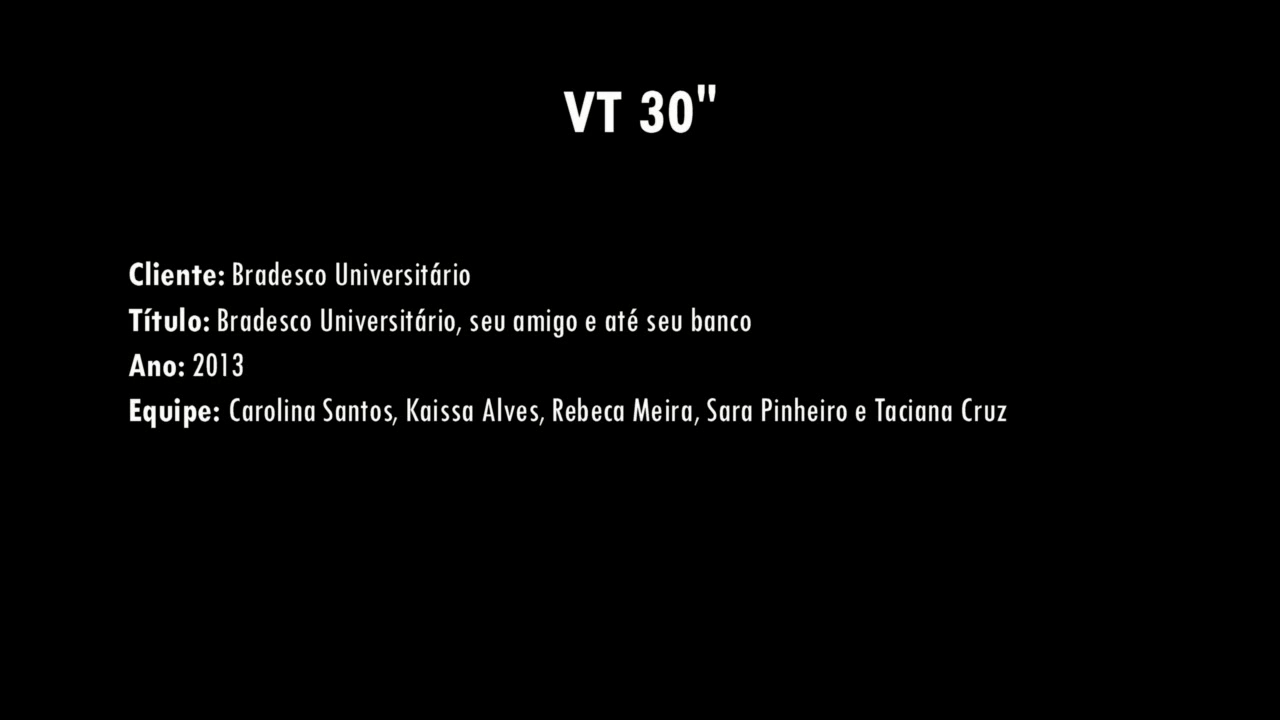 VT 30"
Cliente: Bradesco Universitário
Título: Bradesco Universitário, seu amigo e até seu banco
Ano: 2013
Equipe: Carolina Santos, Kaissa Alves, Rebeca Meira, Sara Pinheiro e Taciana Cruz